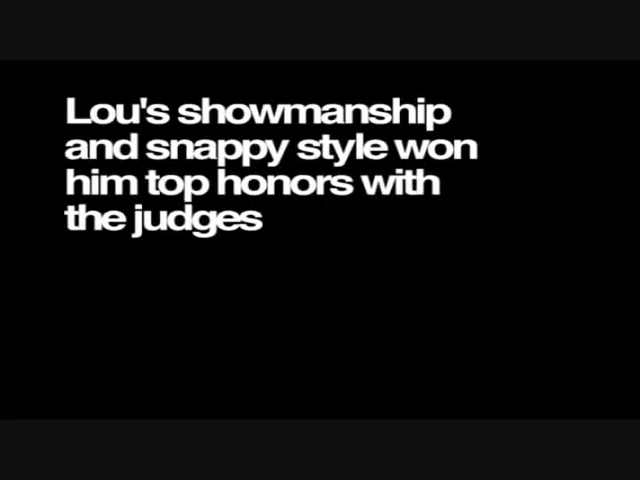 Lou's showmanship
and snappy style won
him top honors with
the judges